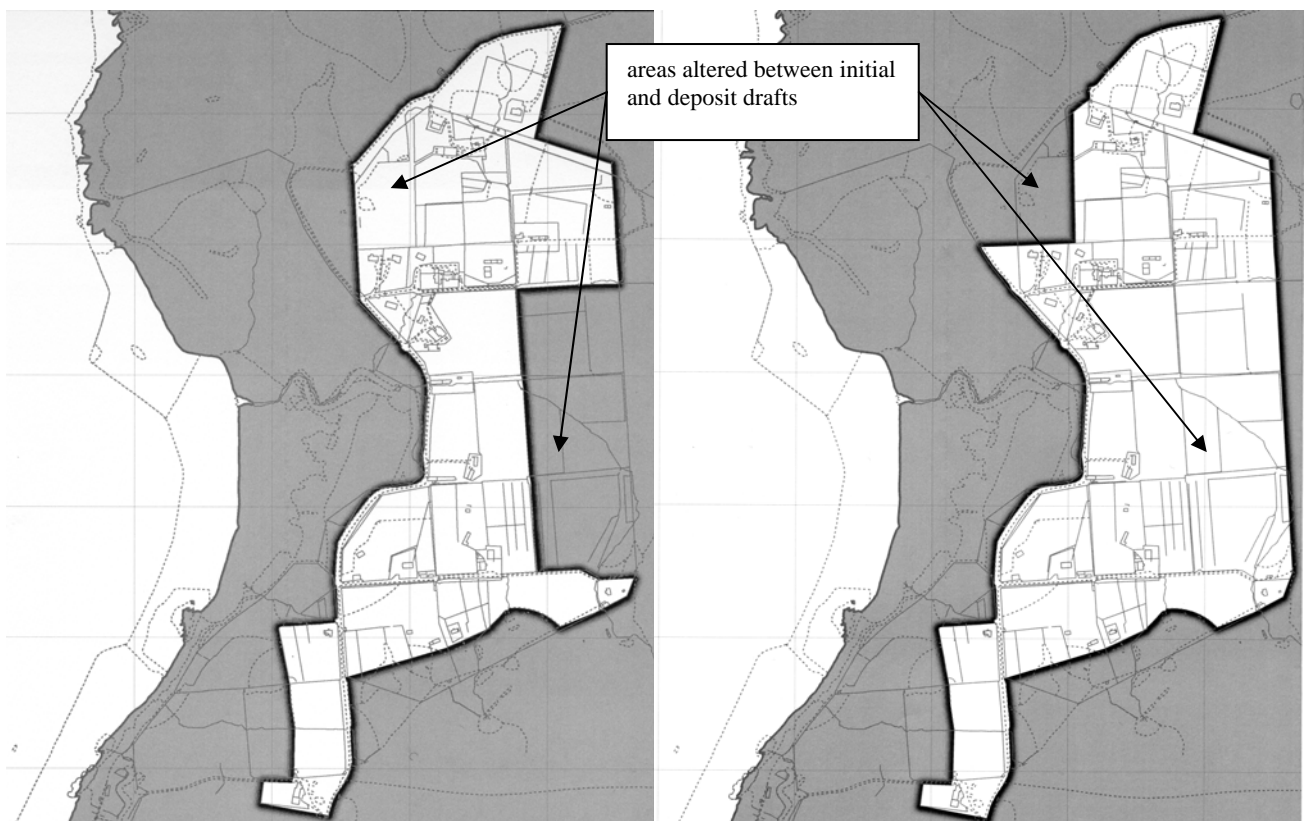 areas altered between initial
and deposit drafts